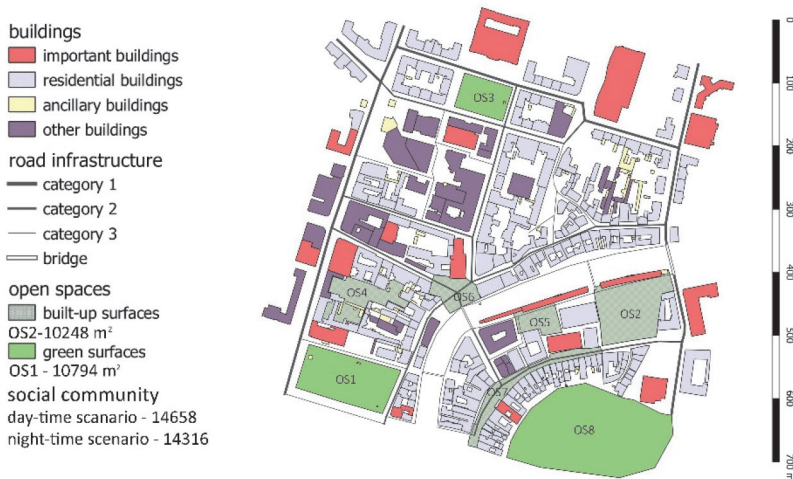 buildings
important buildings
residential buildings
ancillary buildings
other buildings
road infrastructure
category 1
category 2
category 3
bridge
open spaces
built-up surfaces
OS2-10248 m²
green surfaces
OS1 - 10794 m²
social community
day-time scanario - 14658
night-time scenario - 14316
OS3
OS4
OS6
OS5
OS2
OS1
OS7
OS8
0
100
200
300
400
500
600
700 m